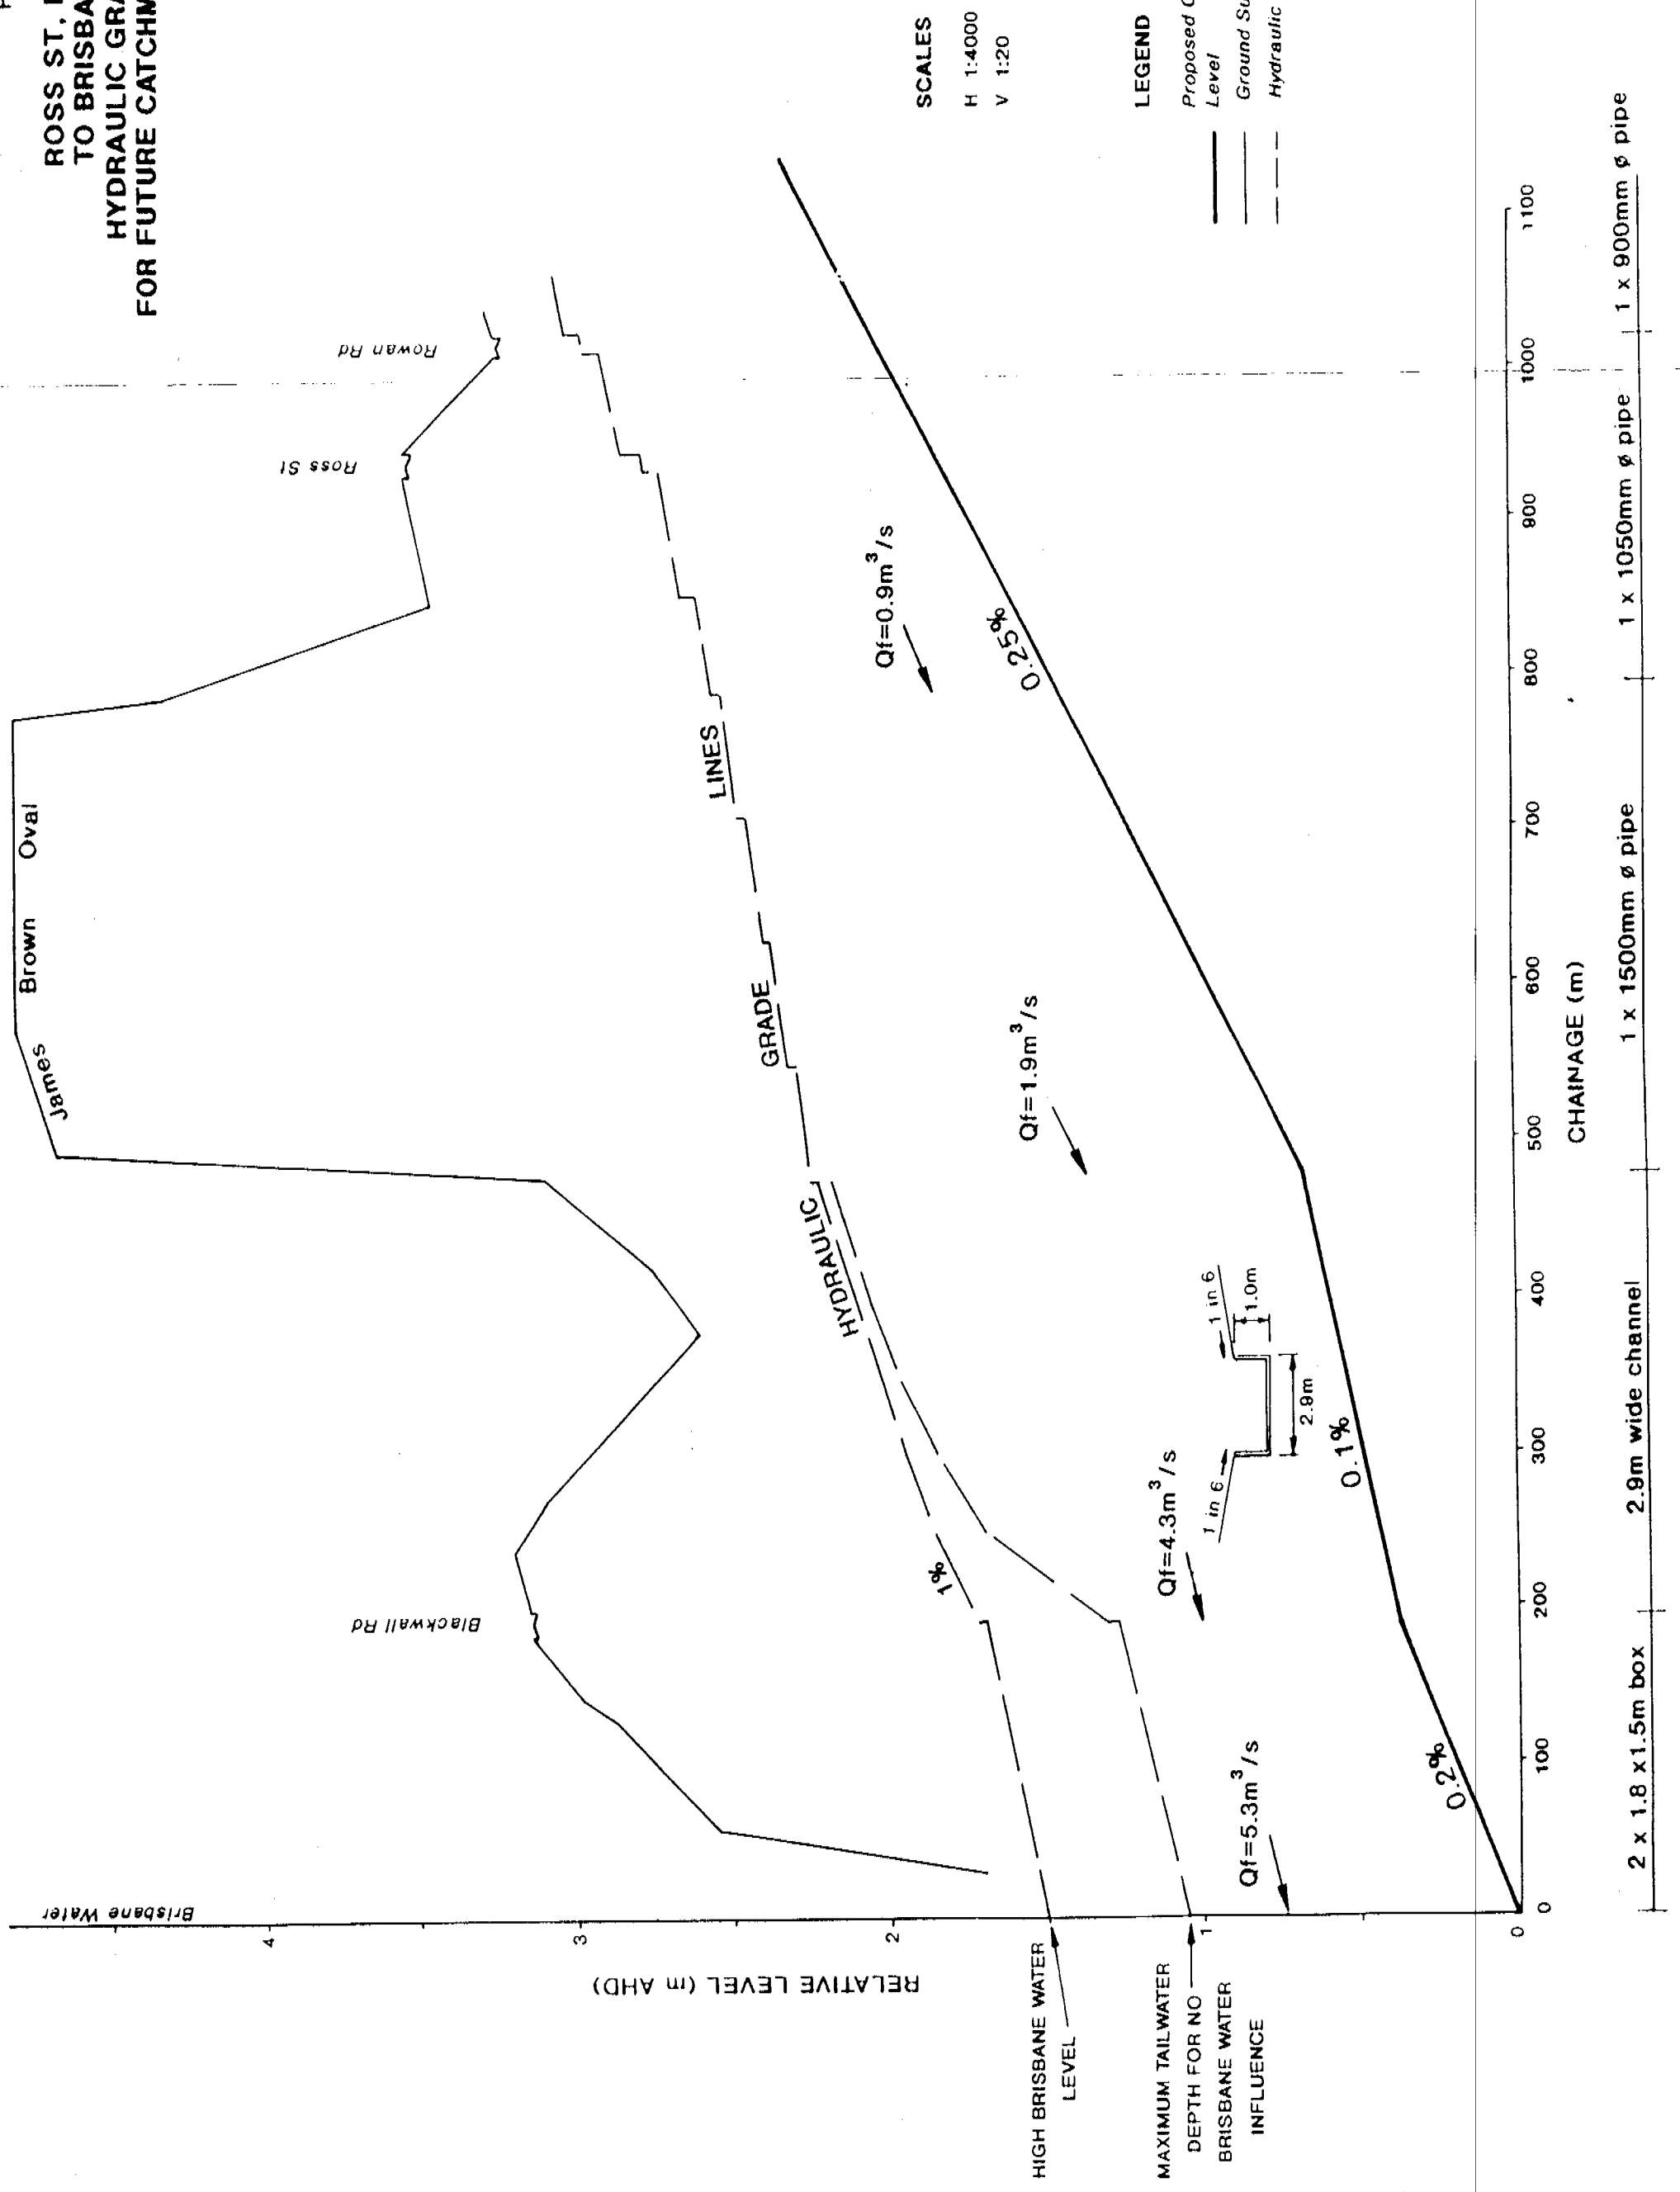 ROSS ST,
TO BRISBA
HYDRAULIC GRA
FOR FUTURE CATCHM
SCALES
H 1:4000
V 1:20
LEGEND
Proposed
Level
Ground Su
Hydraulic
Brisbane Water
Blackwall Rd
James Brown Oval
Ross St
Rowan Rd
RELATIVE LEVEL (m AHD)
4
3
2
1
0
HIGH BRISBANE WATER
LEVEL
MAXIMUM TAILWATER
DEPTH FOR NO
BRISBANE WATER
INFLUENCE
1%
HYDRAULIC GRADE LINES
Qf=5.3m³/s
Qf=4.3m³/s
Qf=1.9m³/s
Qf=0.9m³/s
1 in 6
1 in 6
1.0m
2.9m
0.2%
0.1%
0.25%
0 100 200 300 400 500 600 700 800 900 1000 1100
CHAINAGE (m)
2 x 1.8 x1.5m box
2.9m wide channel
1 x 1500mm ø pipe
1 x 1050mm ø pipe
1 x 900mm ø pipe